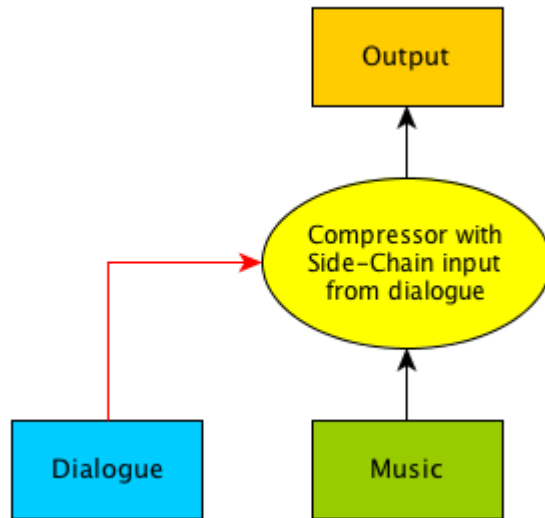 Output
Compressor with
Side-Chain input
from dialogue
Dialogue
Music